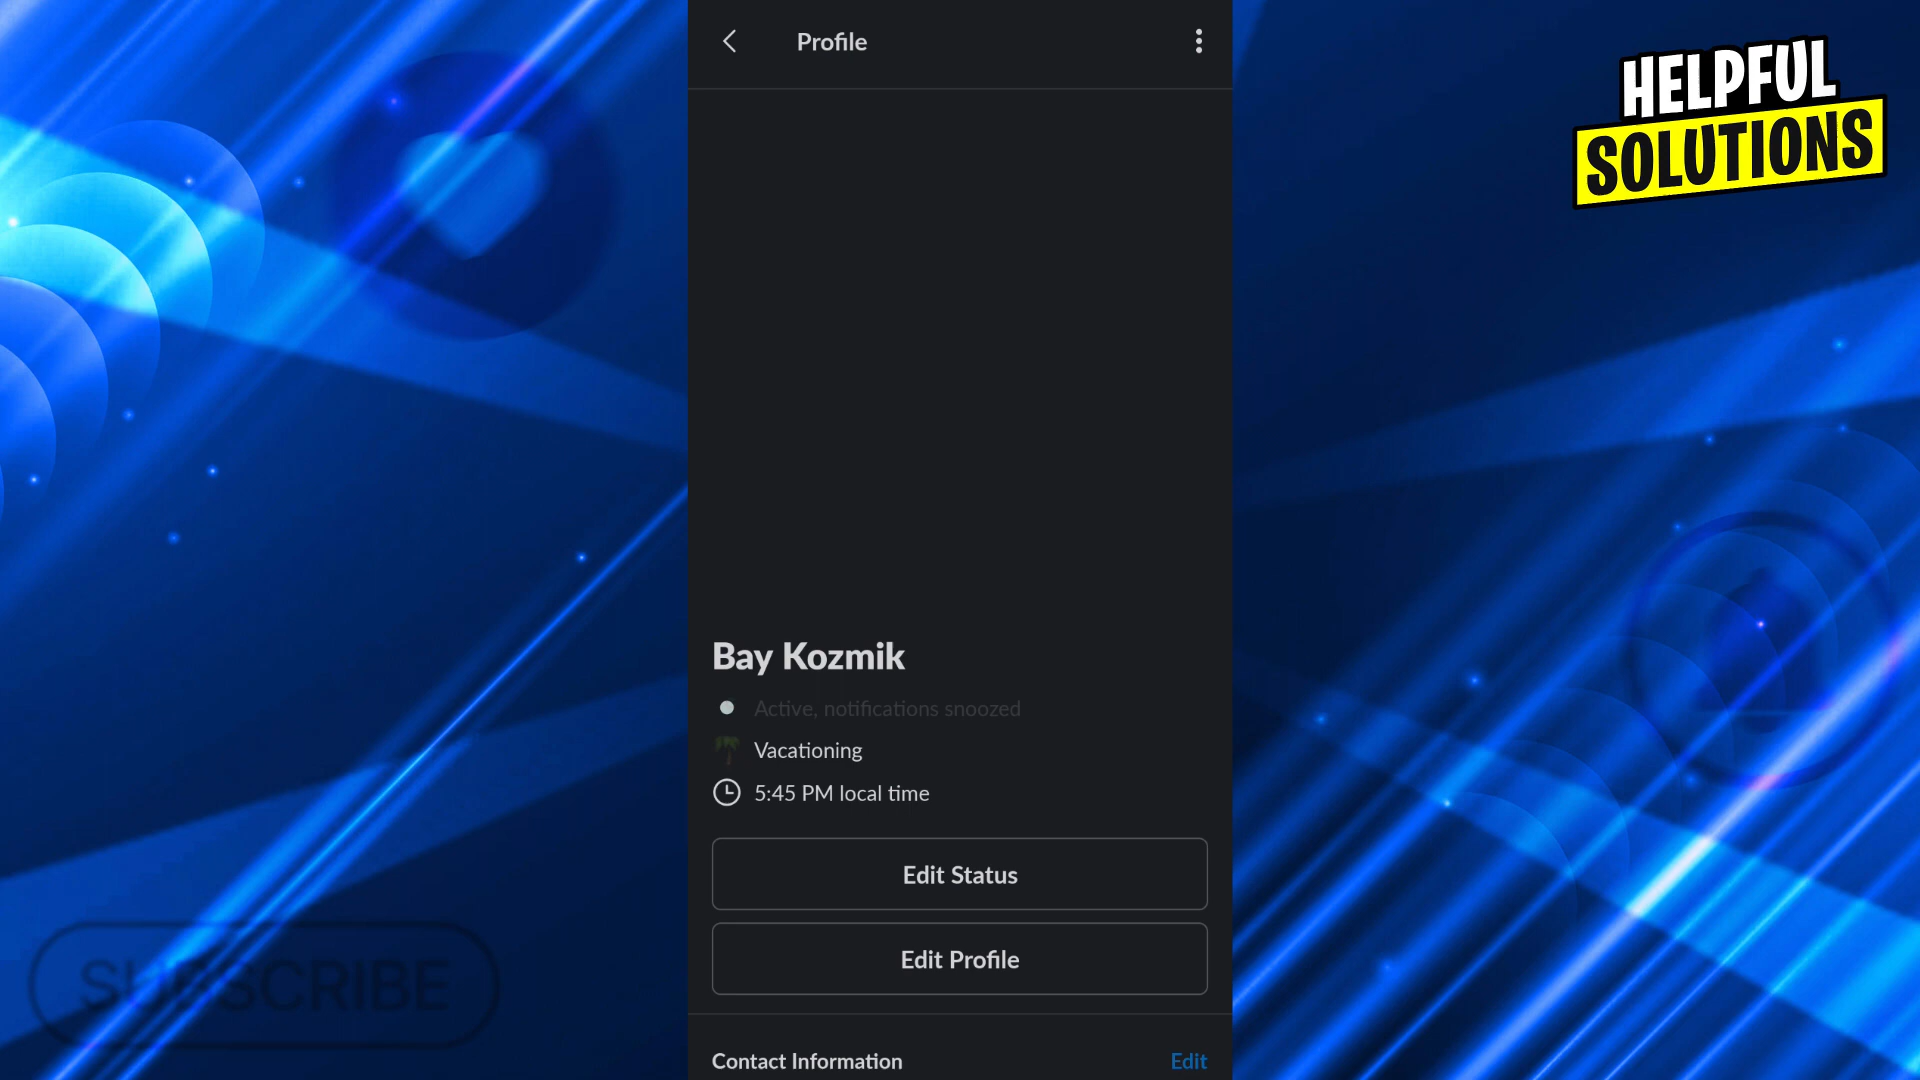 Profile
HELPFUL
SOLUTIONS
Bay Kozmik
Active, notifications snoozed
Vacationing
5:45 PM local time
Edit Status
Edit Profile
SUBSCRIBE
Contact Information
Edit